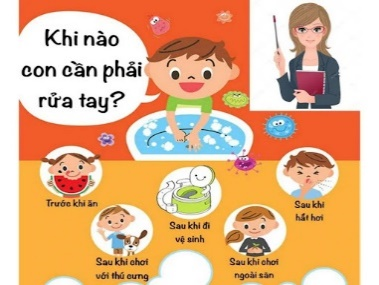 Khi nào
con cần phải
rửa tay?
Trước khi ăn
Sau khi đi
vệ sinh
Sau khi
hắt hơi
Sau khi chơi
với thú cưng
Sau khi chơi
ngoài sân